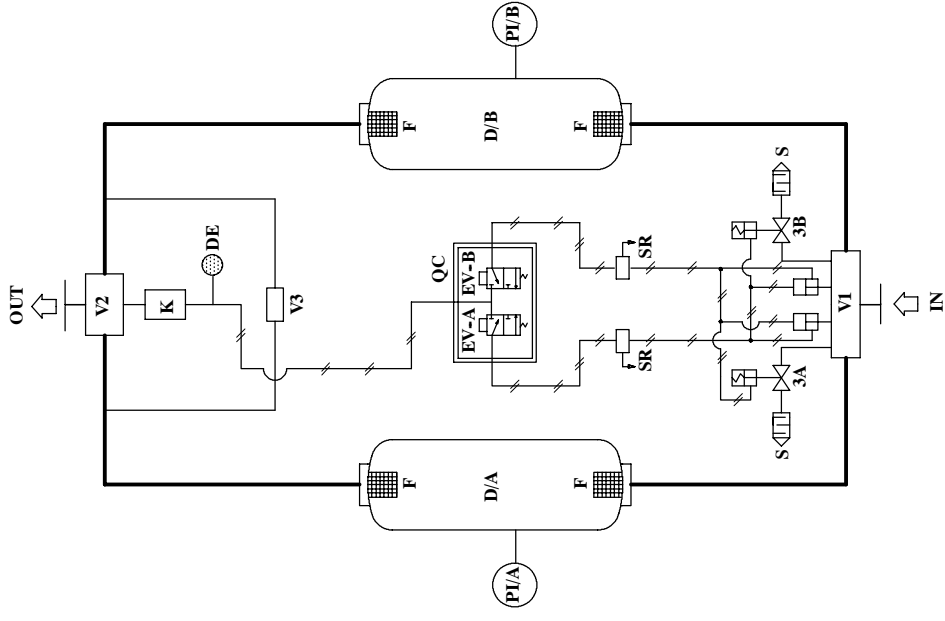 OUT
V2
K
DE
V3
PI/B
F
D/B
F
QC
EV-A
EV-B
SR
SR
F
D/A
F
PI/A
S
3A
3B
S
V1
IN